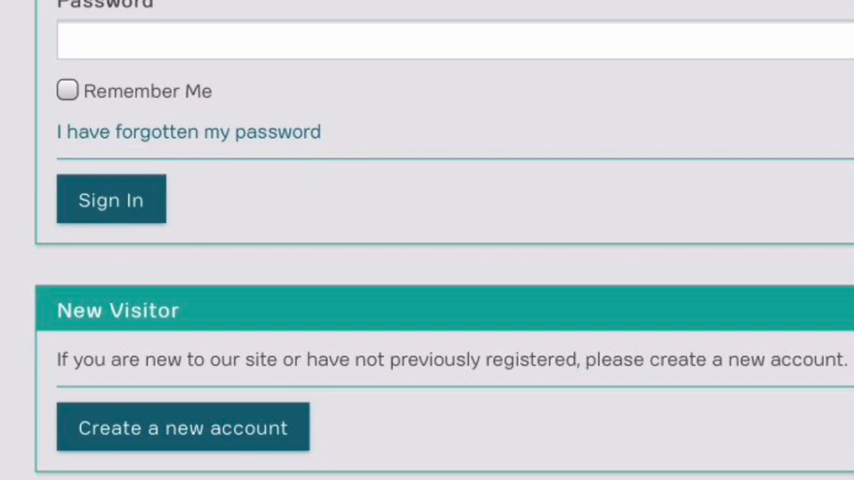 Password
Remember Me
I have forgotten my password
Sign In
New Visitor
If you are new to our site or have not previously registered, please create a new account.
Create a new account